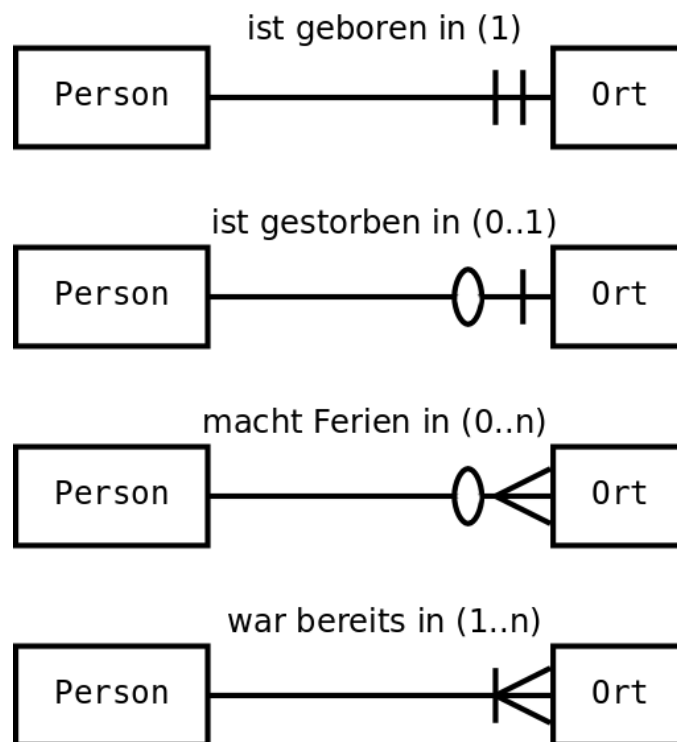 ist geboren in (1)
Person Ort
ist gestorben in (0..1)
Person Ort
macht Ferien in (0..n)
Person Ort
war bereits in (1..n)
Person Ort